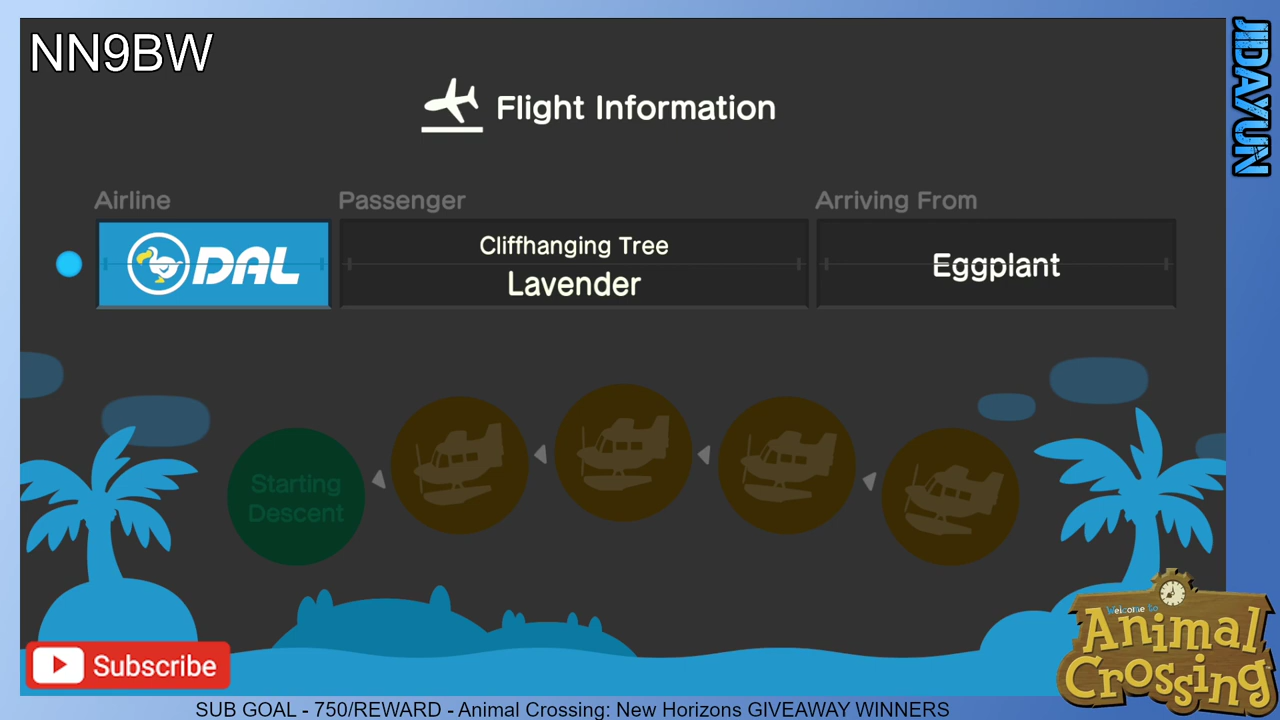 NN9BW
JIDAVUN
Flight Information
Airline
Passenger
Arriving From
DAL
Cliffhanging Tree
Lavender
Eggplant
Starting
Descent
Welcome to
Animal
Crossing
Subscribe
SUB GOAL - 750/REWARD - Animal Crossing: New Horizons GIVEAWAY WINNERS